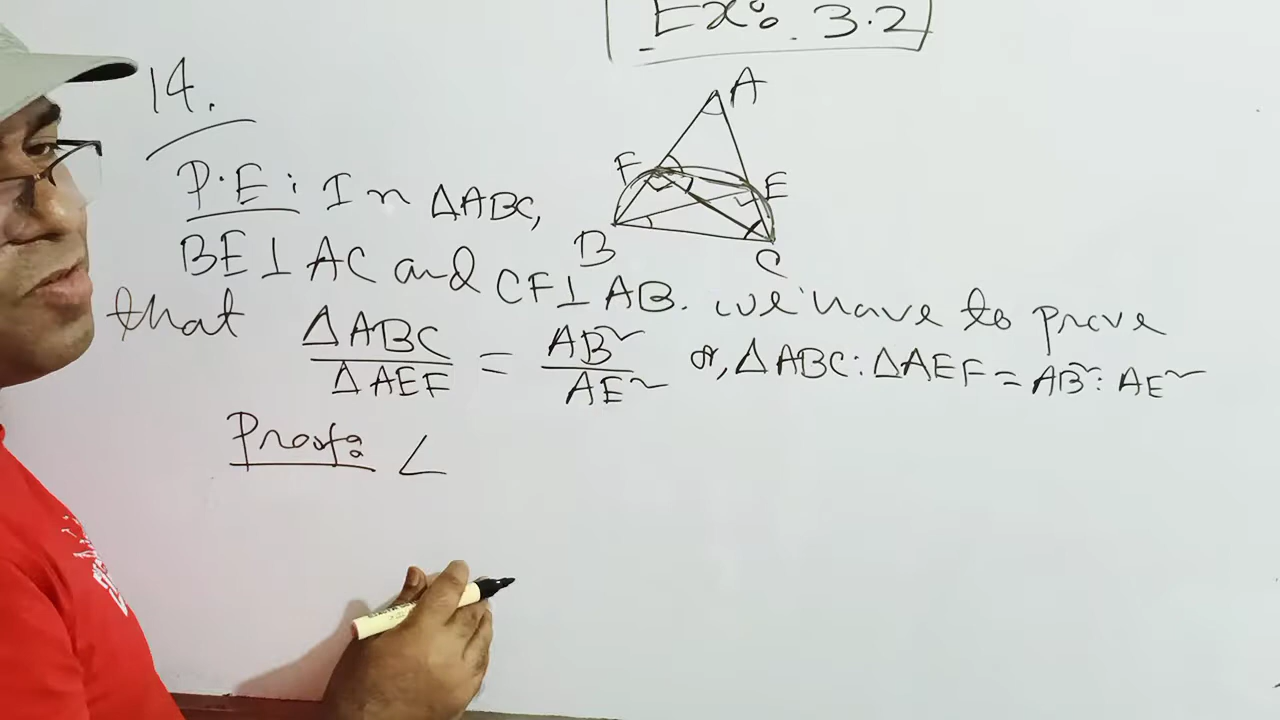 Ex: 3.2
14.
A
F
E
B
C
P.E: In ΔABC,
BE⊥AC and CF⊥AB. we have to prove
that ΔABC/ΔAEF = AB²/AE² or, ΔABC:ΔAEF = AB²:AE²
Proof: ∠